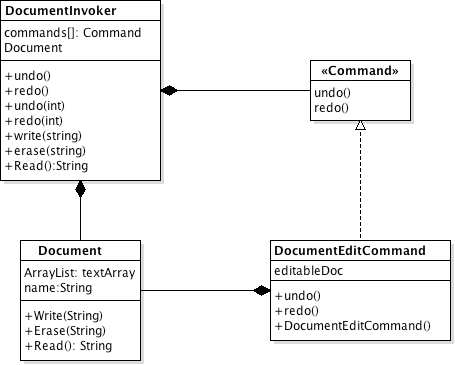 DocumentInvoker
commands[]: Command
Document
+undo()
+redo()
+undo(int)
+redo(int)
+write(string)
+erase(string)
+Read():String
«Command»
undo()
redo()
Document
ArrayList: textArray
name:String
+Write(String)
+Erase(String)
+Read(): String
DocumentEditCommand
editableDoc
+undo()
+redo()
+DocumentEditCommand()